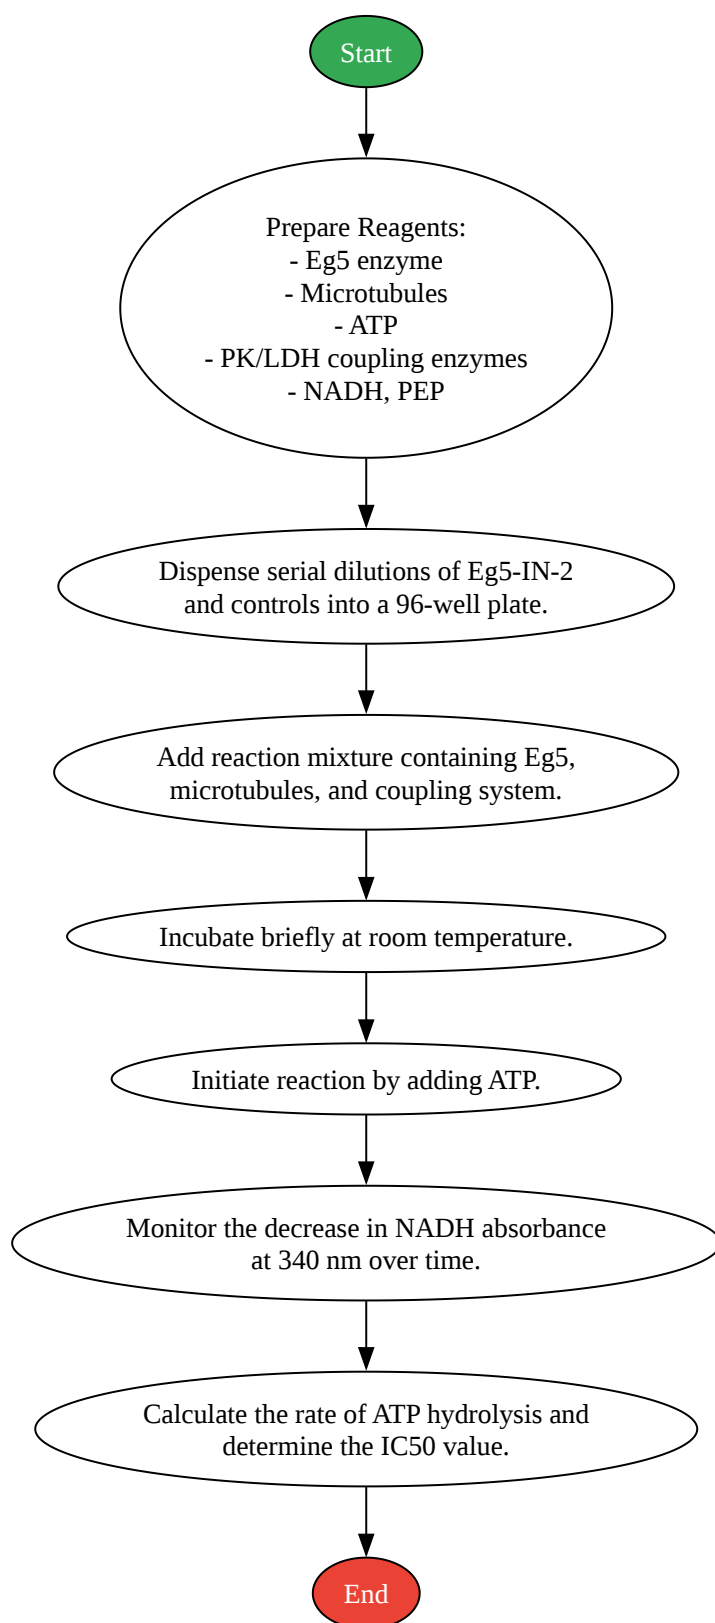 Start
Prepare Reagents:
- Eg5 enzyme
- Microtubules
- ATP
- PK/LDH coupling enzymes
- NADH, PEP
Dispense serial dilutions of Eg5-IN-2
and controls into a 96-well plate.
Add reaction mixture containing Eg5,
microtubules, and coupling system.
Incubate briefly at room temperature.
Initiate reaction by adding ATP.
Monitor the decrease in NADH absorbance
at 340 nm over time.
Calculate the rate of ATP hydrolysis and
determine the IC50 value.
End